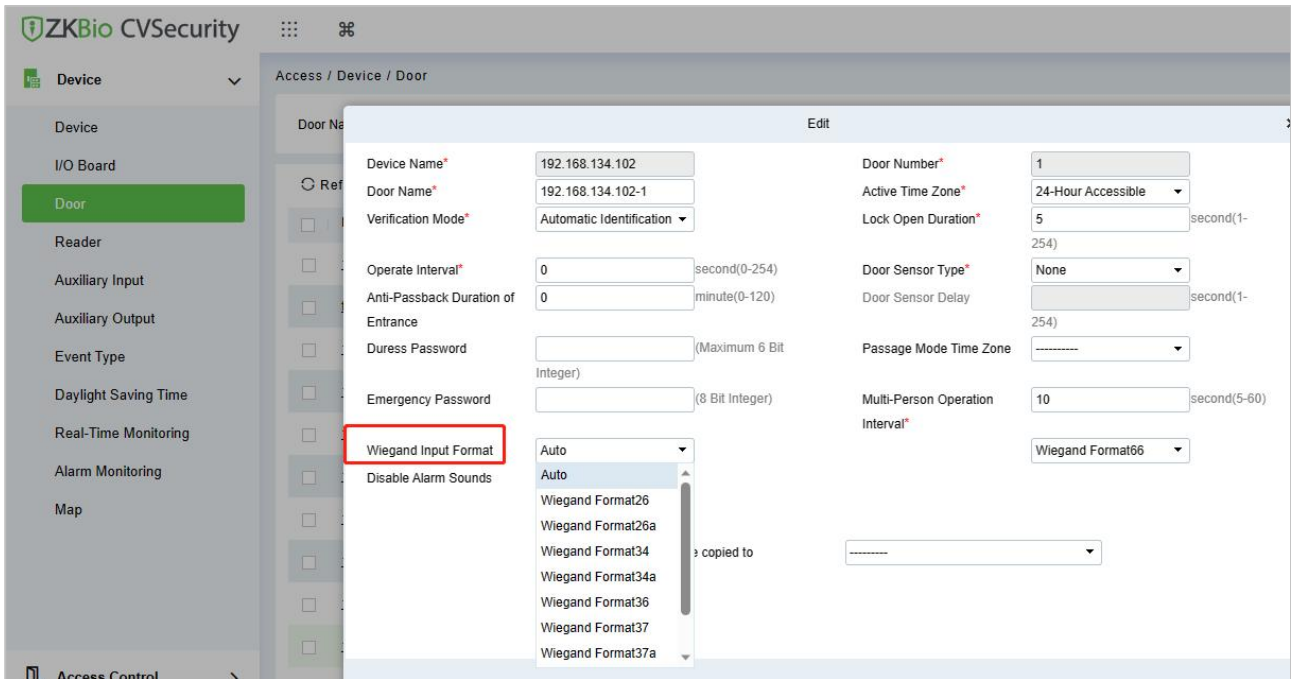 ZKBio CVSecurity
Device
Access / Device / Door
Device
I/O Board
Door
Reader
Auxiliary Input
Auxiliary Output
Event Type
Daylight Saving Time
Real-Time Monitoring
Alarm Monitoring
Map
Access Control
Door Na
Ref
Edit
Device Name* 192.168.134.102 Door Number* 1
Door Name* 192.168.134.102-1 Active Time Zone* 24-Hour Accessible
Verification Mode* Automatic Identification Lock Open Duration* 5 second(1-
254)
Operate Interval* 0 second(0-254) Door Sensor Type* None
Anti-Passback Duration of 0 minute(0-120) Door Sensor Delay second(1-
Entrance 254)
Duress Password (Maximum 6 Bit Passage Mode Time Zone ----------
Integer)
Emergency Password (8 Bit Integer) Multi-Person Operation 10 second(5-60)
Interval*
Wiegand Input Format Auto Wiegand Format66
Disable Alarm Sounds Auto
Wiegand Format26
Wiegand Format26a
Wiegand Format34
copied to ---------
Wiegand Format34a
Wiegand Format36
Wiegand Format37
Wiegand Format37a